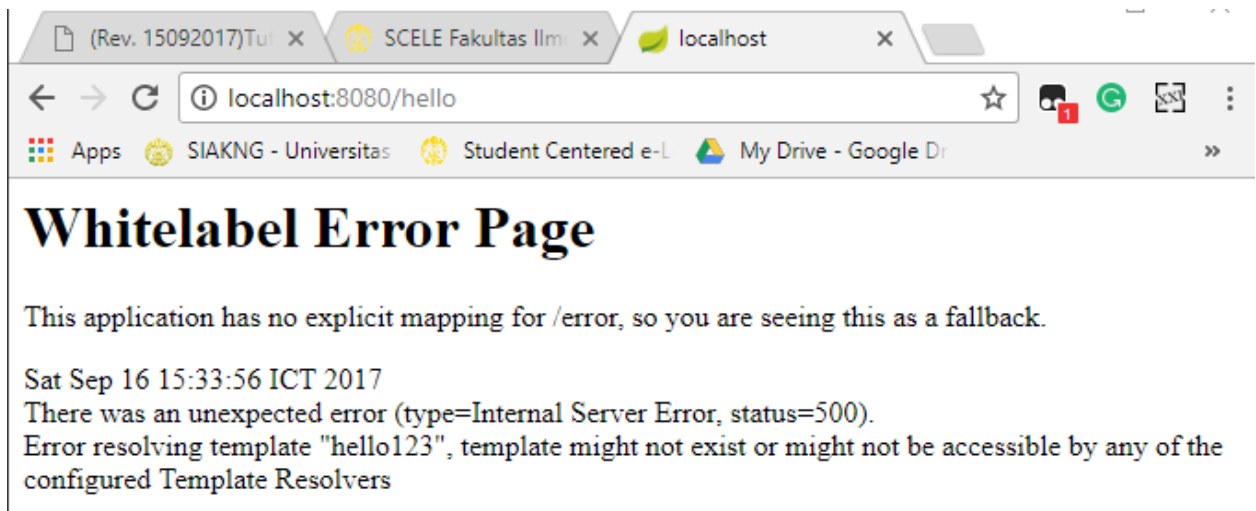 (Rev. 15092017)Tut
SCELE Fakultas Ilm
localhost
localhost:8080/hello
1
Apps
SIAKNG - Universitas
Student Centered e-L
My Drive - Google Dr
Whitelabel Error Page
This application has no explicit mapping for /error, so you are seeing this as a fallback.
Sat Sep 16 15:33:56 ICT 2017
There was an unexpected error (type=Internal Server Error, status=500).
Error resolving template "hello123", template might not exist or might not be accessible by any of the
configured Template Resolvers